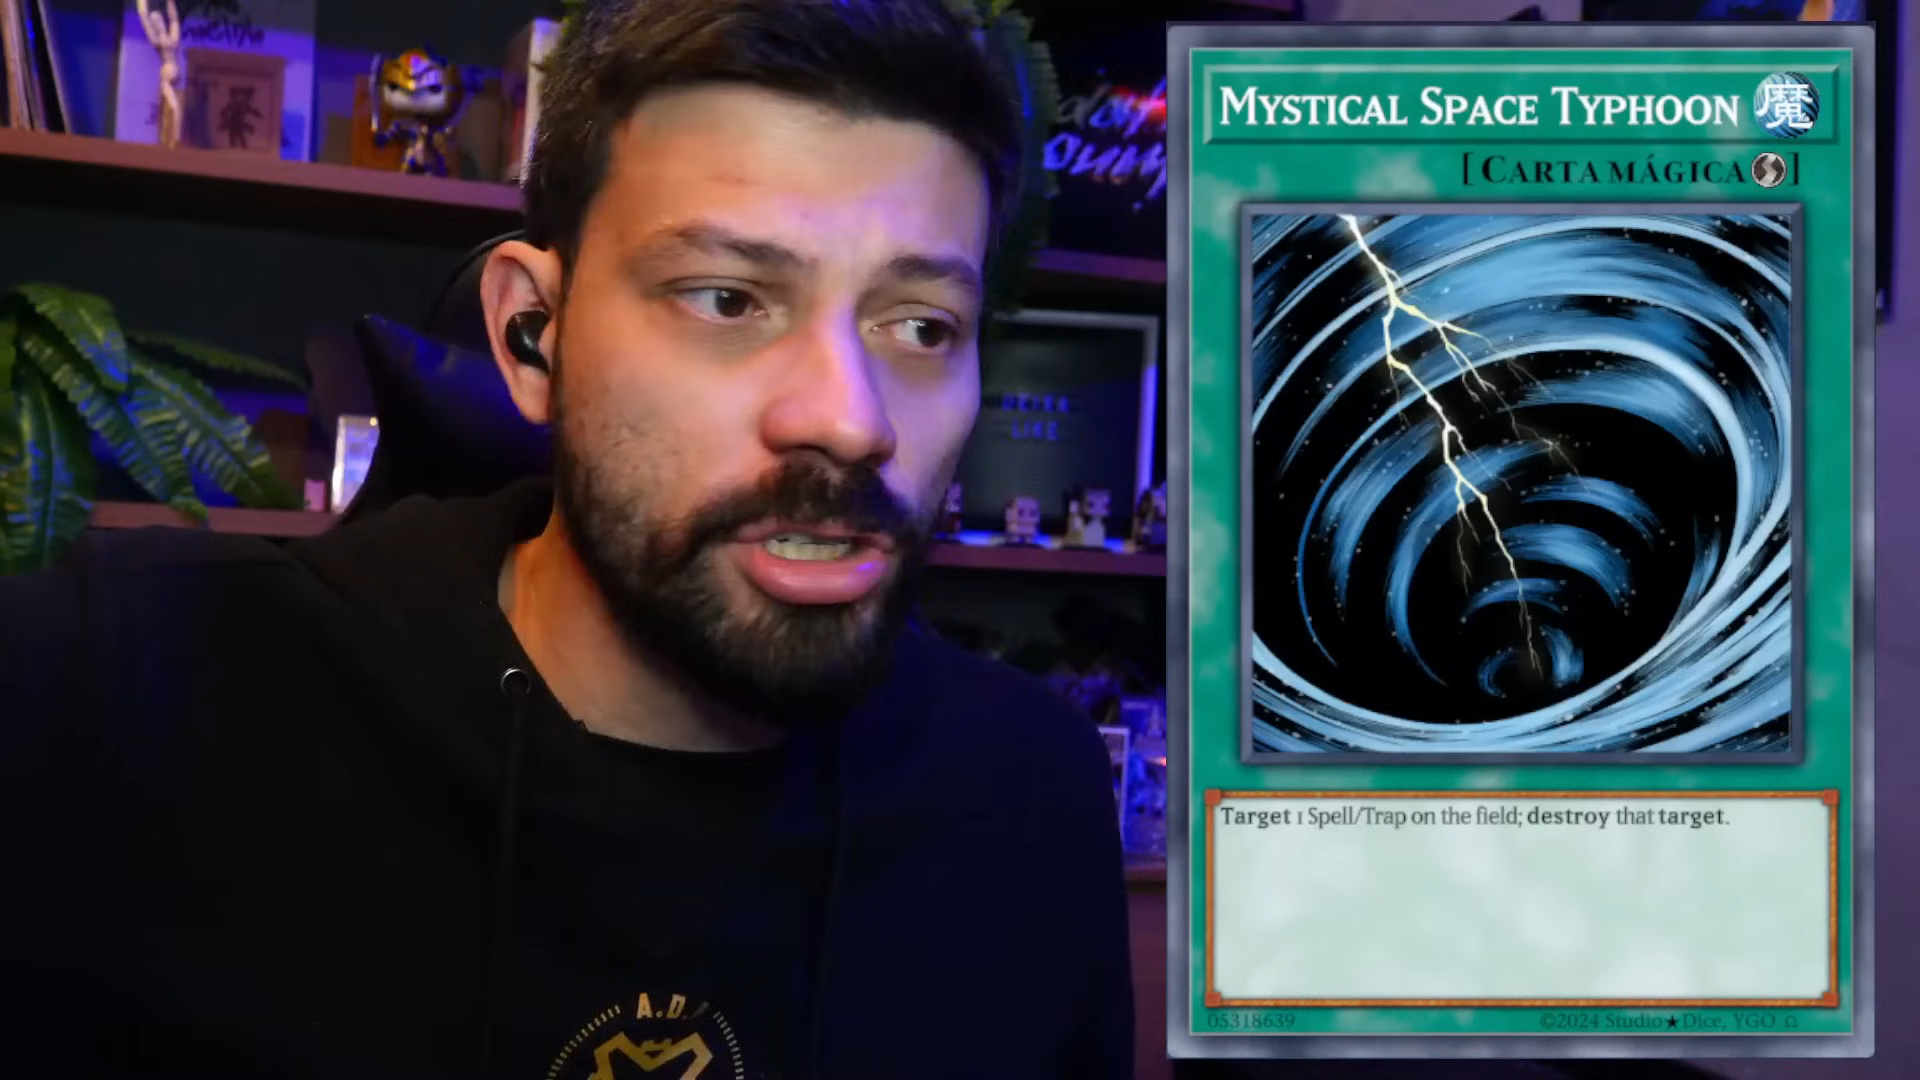 MYSTICAL SPACE TYPHOON 魔
[CARTA MÁGICA]
Target 1 Spell/Trap on the field; destroy that target.
05318639
©2024 Studio★Dice, YGO Ω
LIKE
A.D.